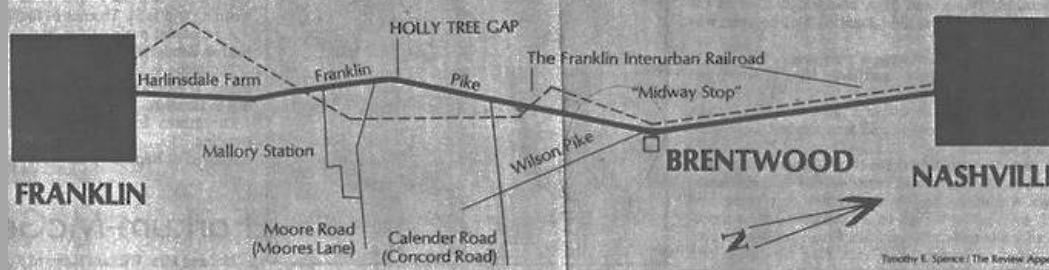 HOLLY TREE GAP
Harlinsdale Farm
Franklin
Pike
The Franklin Interurban Railroad
"Midway Stop"
Mallory Station
Wilson Pike
BRENTWOOD
FRANKLIN
NASHVILLE
Moore Road
(Moores Lane)
Calender Road
(Concord Road)
N
Timothy E. Spence / The Review Appe